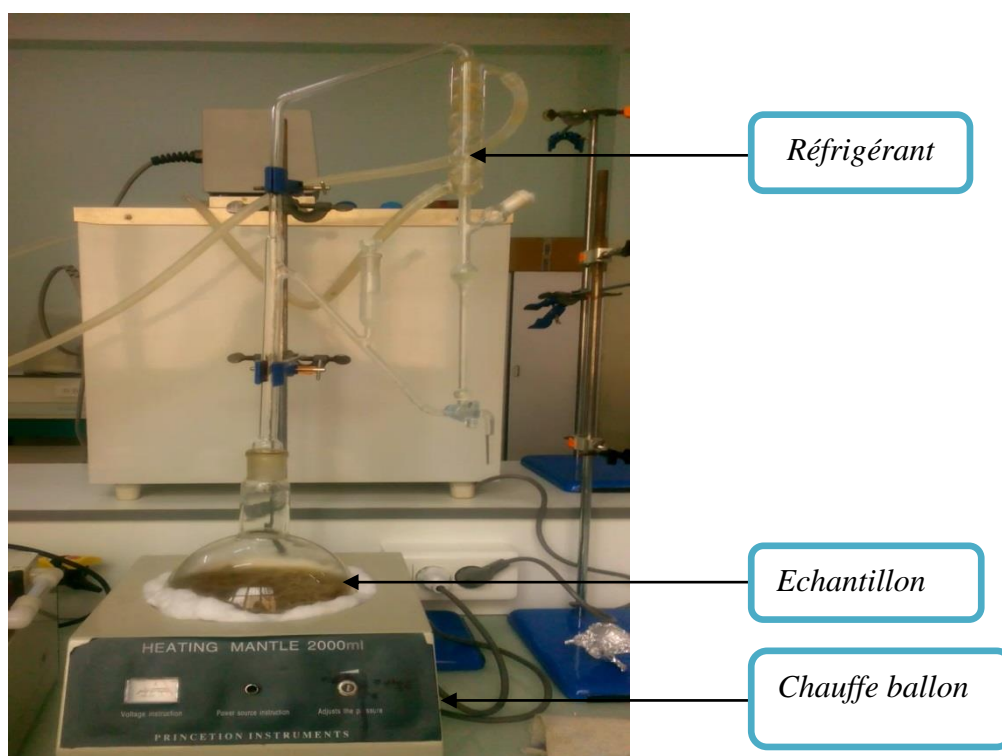 Réfrigérant
Echantillon
Chauffe ballon
HEATING MANTLE 2000ml
Voltage instruction Power source instruction Adjusts the pressure
PRINCETION INSTRUMENTS